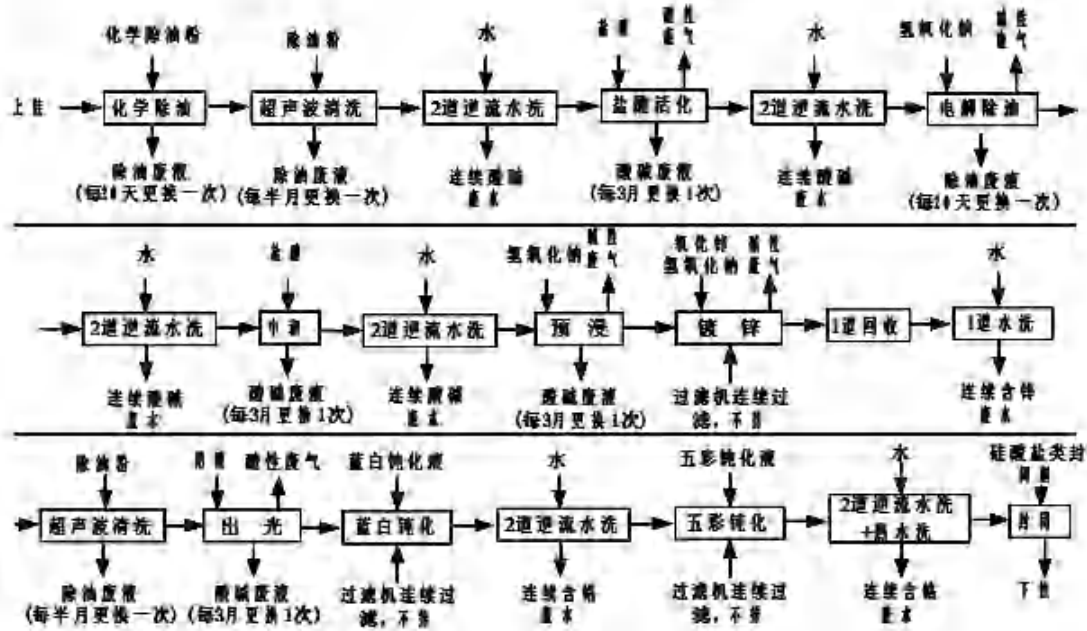 化学除油粉
除油粉
水
盐酸
酸性
废气
水
氢氧化钠
碱性
废气
上挂
化学除油
超声波清洗
2道逆流水洗
盐酸活化
2道逆流水洗
电解除油
除油废液
(每10天更换一次)
除油废液
(每半月更换一次)
连续酸碱
废水
酸碱废液
(每3月更换1次)
连续酸碱
废水
除油废液
(每10天更换一次)
水
盐酸
水
氢氧化钠
碱性
废气
氧化锌
氢氧化钠
碱性
废气
水
2道逆流水洗
中和
2道逆流水洗
预浸
镀锌
1道回收
1道水洗
连续酸碱
废水
酸碱废液
(每3月更换1次)
连续酸碱
废水
酸碱废液
(每3月更换1次)
过滤机连续过
滤，不排
连续含锌
废水
除油粉
酸性废气
蓝白钝化液
水
五彩钝化液
水
硅酸盐类封
闭剂
超声波清洗
出光
蓝白钝化
2道逆流水洗
五彩钝化
2道逆流水洗
+热水洗
封闭
除油废液
(每半月更换一次)
酸碱废液
(每3月更换1次)
过滤机连续过
滤，不排
连续含铬
废水
过滤机连续过
滤，不排
连续含铬
废水
下挂